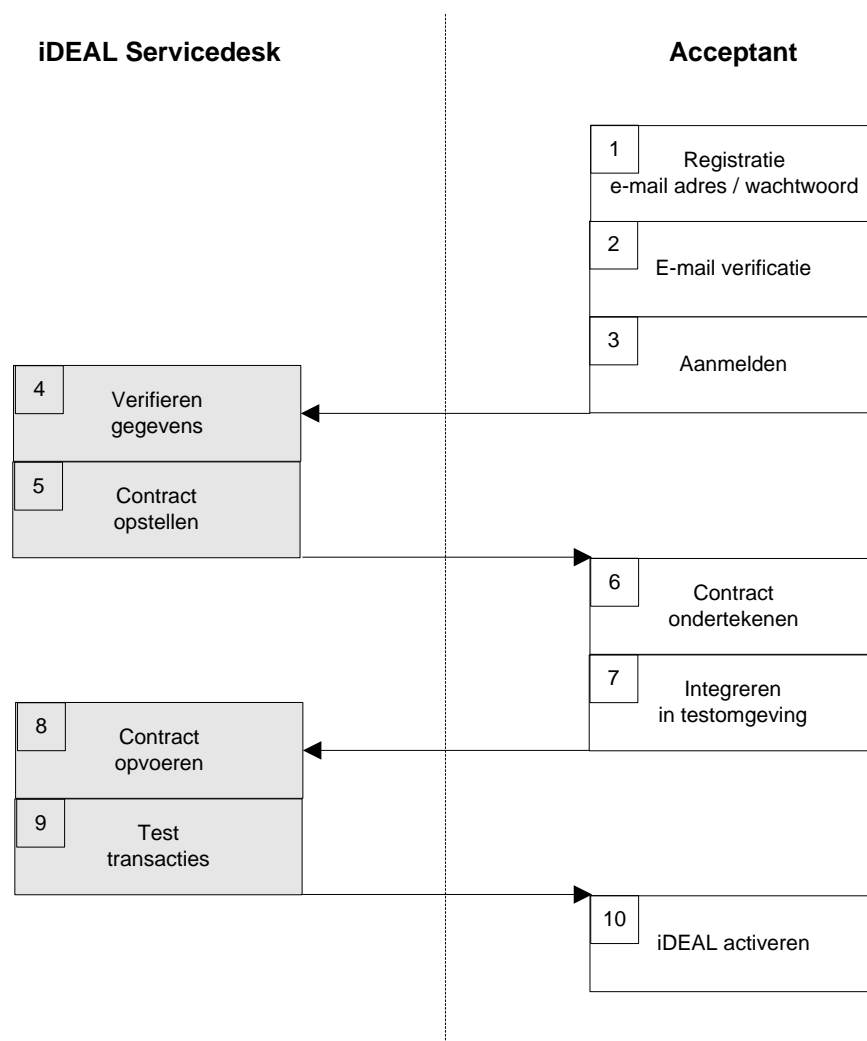 iDEAL Servicedesk
Acceptant
1
Registratie
e-mail adres / wachtwoord
2
E-mail verificatie
3
Aanmelden
4
Verifieren
gegevens
5
Contract
opstellen
6
Contract
ondertekenen
7
Integreren
in testomgeving
8
Contract
opvoeren
9
Test
transacties
10
iDEAL activeren